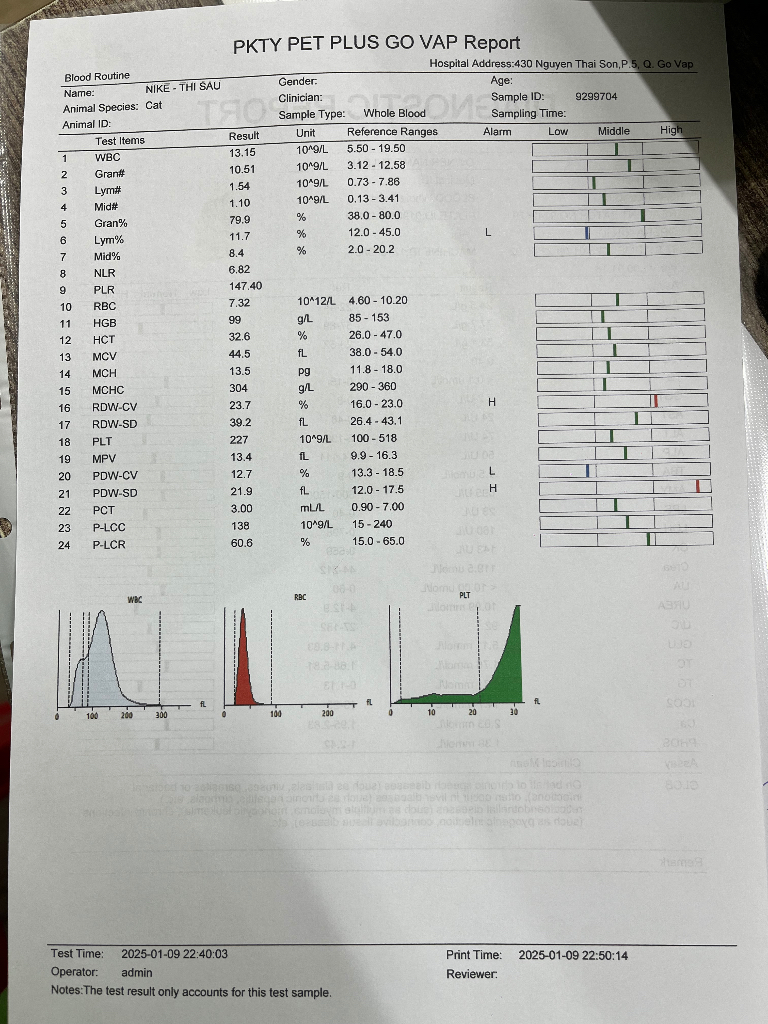 PKTY PET PLUS GO VAP Report
Hospital Address:430 Nguyen Thai Son,P.5, Q. Go Vap
Blood Routine
Name: NIKE - THI SAU Gender: Age:
Animal Species: Cat Clinician: Sample ID: 9299704
Animal ID: Sample Type: Whole Blood Sampling Time:
Test Items Result Unit Reference Ranges Alarm Low Middle High
1 WBC 13.15 10^9/L 5.50 - 19.50
2 Gran# 10.51 10^9/L 3.12 - 12.58
3 Lym# 1.54 10^9/L 0.73 - 7.86
4 Mid# 1.10 10^9/L 0.13 - 3.41
5 Gran% 79.9 % 38.0 - 80.0
6 Lym% 11.7 % 12.0 - 45.0 L
7 Mid% 8.4 % 2.0 - 20.2
8 NLR 6.82
9 PLR 147.40
10 RBC 7.32 10^12/L 4.60 - 10.20
11 HGB 99 g/L 85 - 153
12 HCT 32.6 % 26.0 - 47.0
13 MCV 44.5 fL 38.0 - 54.0
14 MCH 13.5 pg 11.8 - 18.0
15 MCHC 304 g/L 290 - 360
16 RDW-CV 23.7 % 16.0 - 23.0 H
17 RDW-SD 39.2 fL 26.4 - 43.1
18 PLT 227 10^9/L 100 - 518
19 MPV 13.4 fL 9.9 - 16.3
20 PDW-CV 12.7 % 13.3 - 18.5 L
21 PDW-SD 21.9 fL 12.0 - 17.5 H
22 PCT 3.00 mL/L 0.90 - 7.00
23 P-LCC 138 10^9/L 15 - 240
24 P-LCR 60.6 % 15.0 - 65.0
WBC RBC PLT
0 100 200 300 fL 0 100 200 fL 0 10 20 30 fL
Test Time: 2025-01-09 22:40:03 Print Time: 2025-01-09 22:50:14
Operator: admin Reviewer:
Notes:The test result only accounts for this test sample.